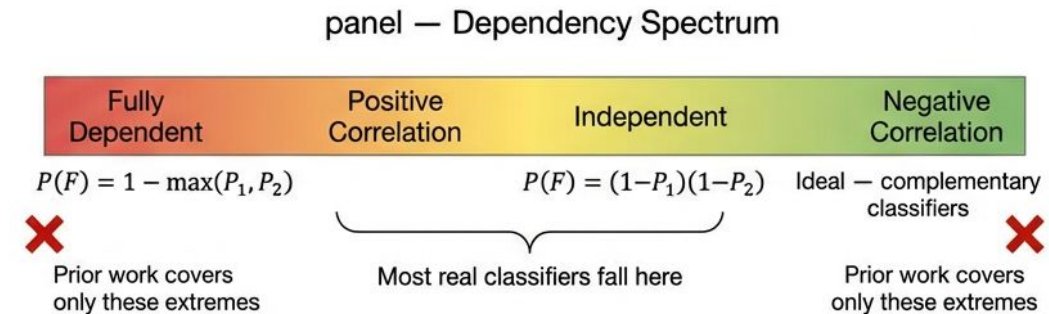 panel — Dependency Spectrum
Fully
Dependent
Positive
Correlation
Independent
Negative
Correlation
P(F) = 1 − max(P₁, P₂)
P(F) = (1−P₁)(1−P₂)
Ideal — complementary
classifiers
Prior work covers
only these extremes
Most real classifiers fall here
Prior work covers
only these extremes